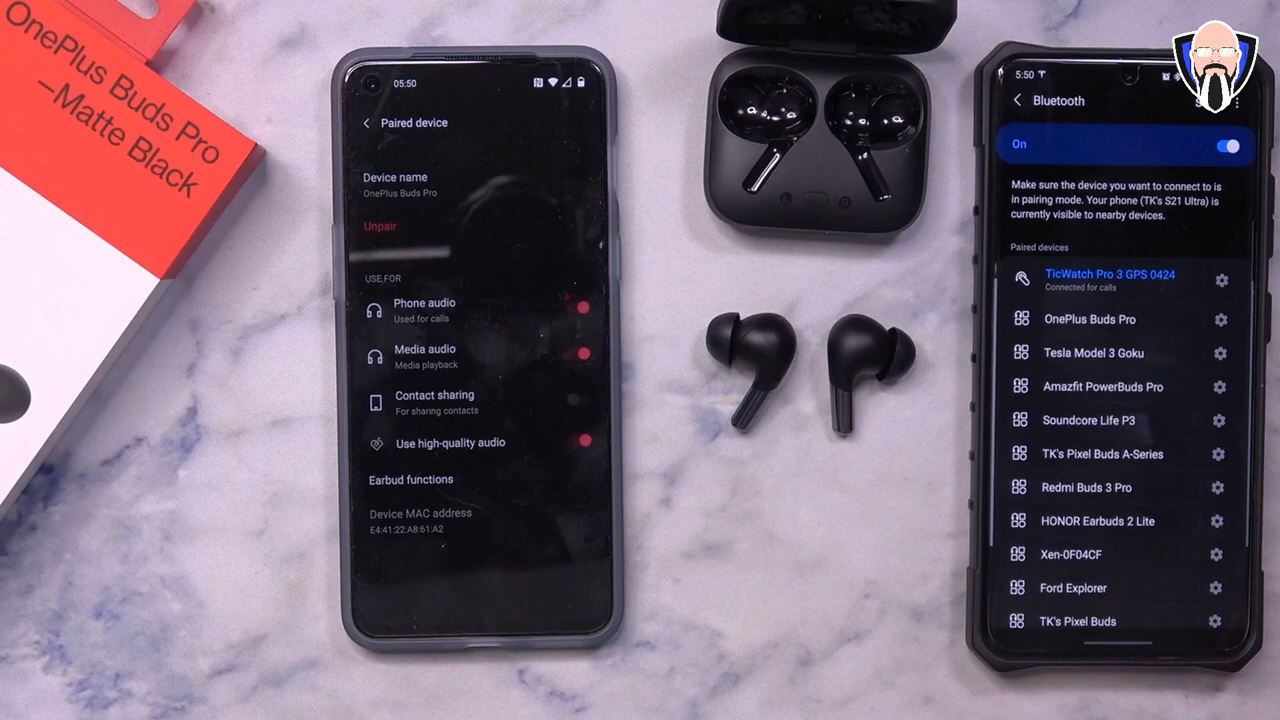 OnePlus Buds Pro
–Matte Black
05:50
Paired device
Device name
OnePlus Buds Pro
Unpair
USE FOR
Phone audio
Used for calls
Media audio
Media playback
Contact sharing
For sharing contacts
Use high-quality audio
Earbud functions
Device MAC address
E4:41:22:A8:61:A2
5:50
Bluetooth
On
Make sure the device you want to connect to is
in pairing mode. Your phone (TK's S21 Ultra) is
currently visible to nearby devices.
Paired devices
TicWatch Pro 3 GPS 0424
Connected for calls
OnePlus Buds Pro
Tesla Model 3 Goku
Amazfit PowerBuds Pro
Soundcore Life P3
TK's Pixel Buds A-Series
Redmi Buds 3 Pro
HONOR Earbuds 2 Lite
Xen-0F04CF
Ford Explorer
TK's Pixel Buds